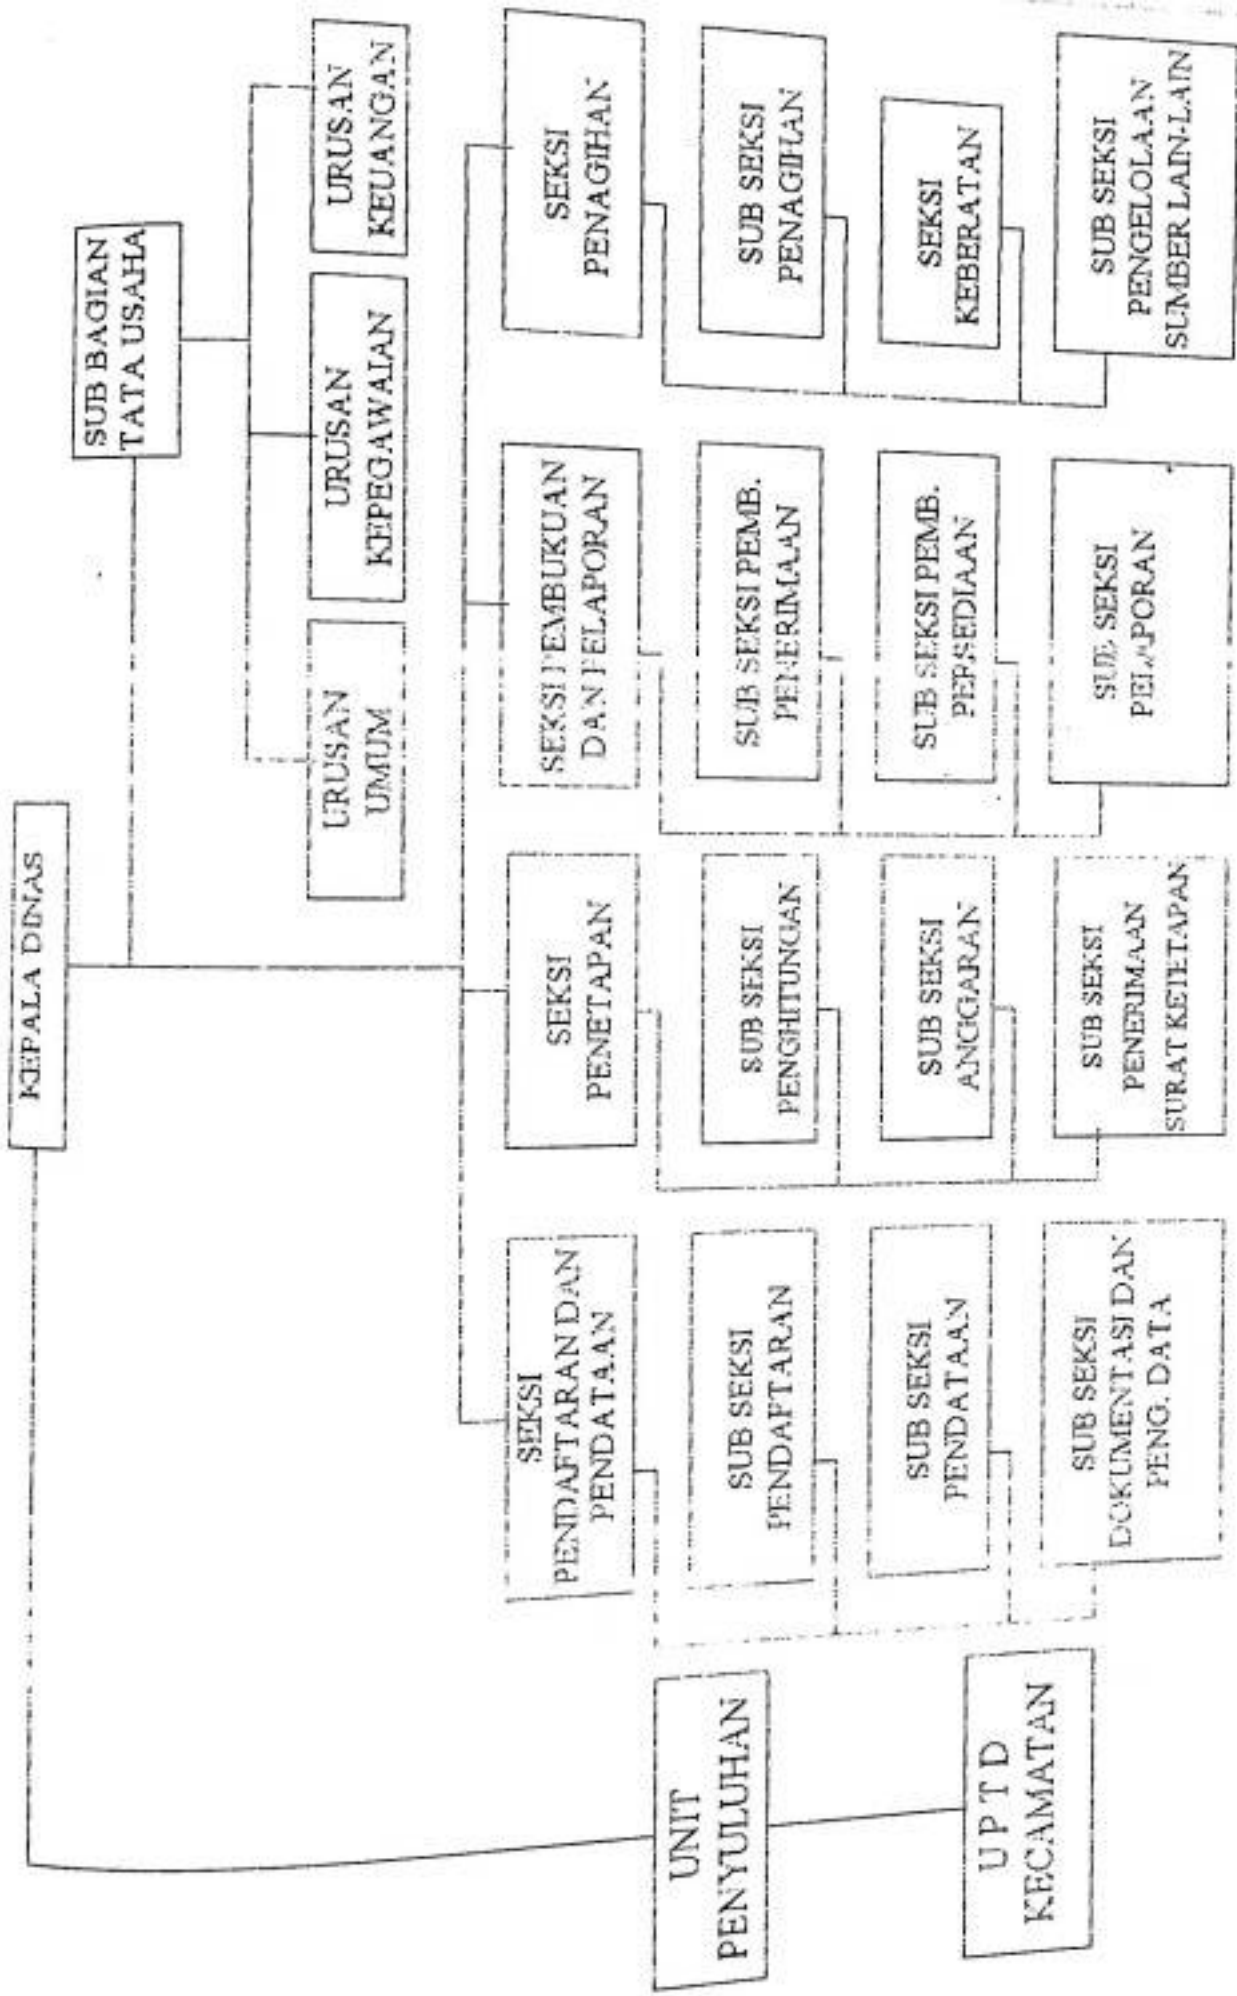 KEPALA DINAS
SUB BAGIAN
TATA USAHA
URUSAN
UMUM
URUSAN
KEPEGAWAIAN
URUSAN
KEUANGAN
SEKSI
PENDAFTARAN DAN
PENDATAAN
SEKSI
PENETAPAN
SEKSI PEMBUKUAN
DAN PELAPORAN
SEKSI
PENAGIHAN
UNIT
PENYULUHAN
SUB SEKSI
PENDAFTARAN
SUB SEKSI
PENGHITUNGAN
SUB SEKSI PEMB.
PENERIMAAN
SUB SEKSI
PENAGIHAN
SUB SEKSI
PENDATAAN
SUB SEKSI
ANGGARAN
SUB SEKSI PEMB.
PERSEDIAAN
SEKSI
KEBERATAN
U P T D
KECAMATAN
SUB SEKSI
DOKUMENTASI DAN
PENG. DATA
SUB SEKSI
PENERIMAAN
SURAT KETETAPAN
SUB SEKSI
PELAPORAN
SUB SEKSI
PENGELOLAAN
SUMBER LAIN-LAIN